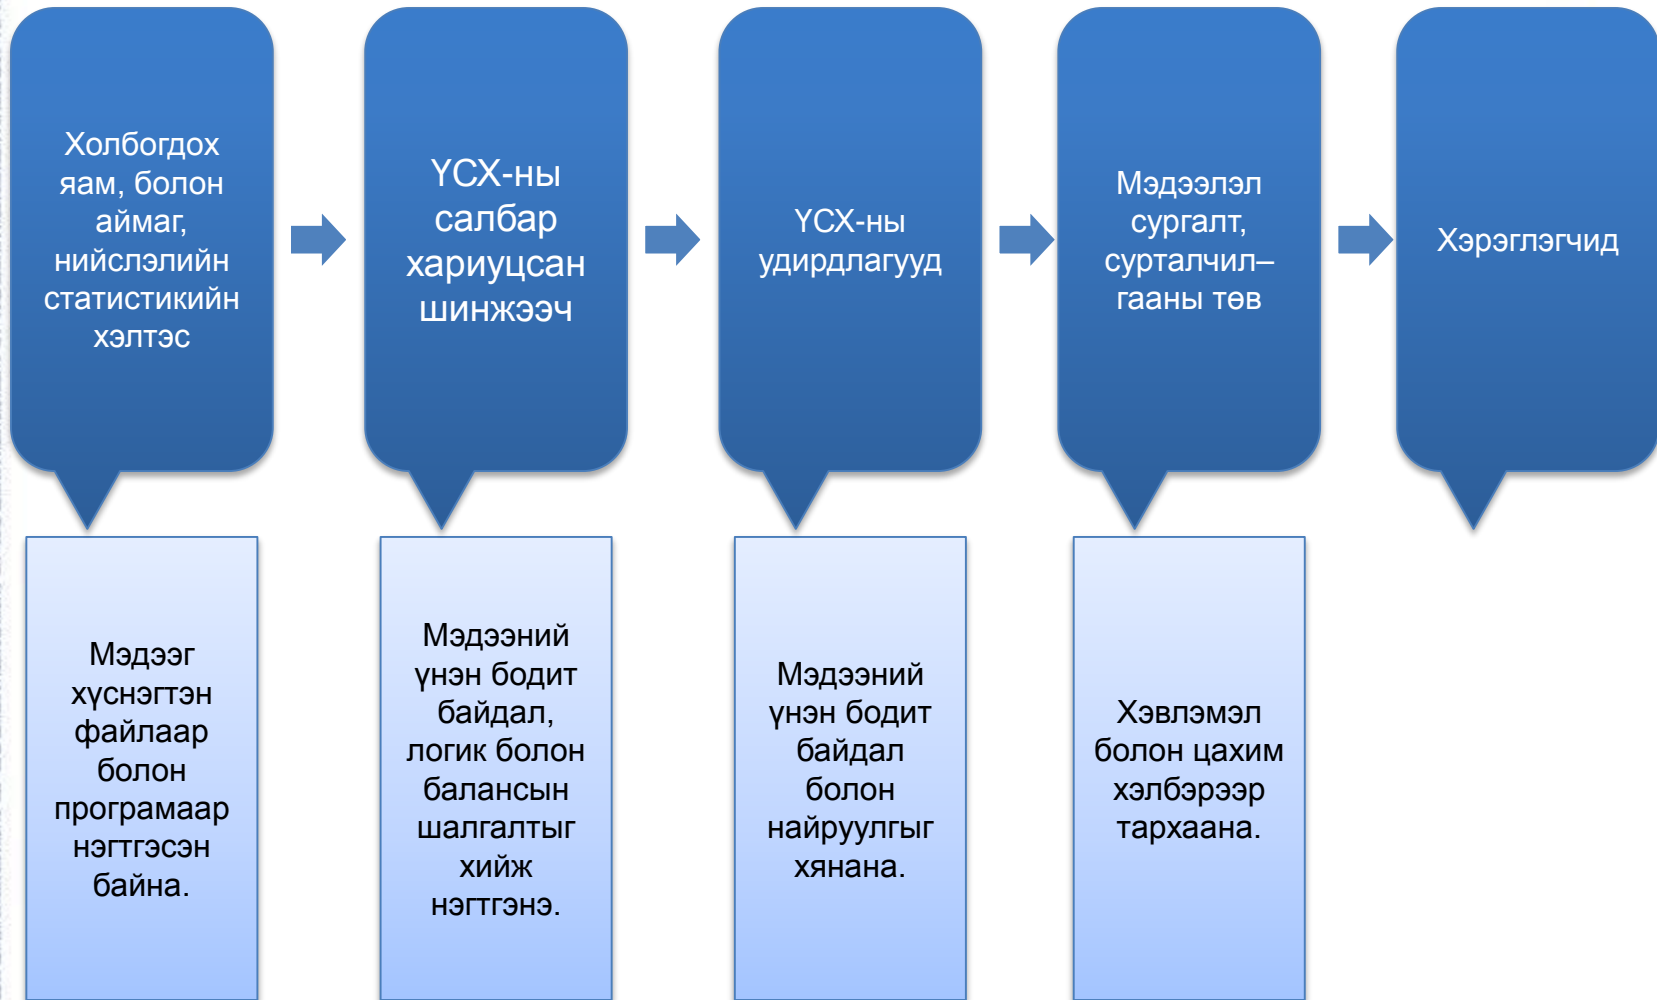 Холбогдох
яам, болон
аймаг,
нийслэлийн
статистикийн
хэлтэс
ҮСХ-ны
салбар
хариуцсан
шинжээч
ҮСХ-ны
удирдлагууд
Мэдээлэл
сургалт,
сурталчил–
гааны төв
Хэрэглэгчид
Мэдээг
хүснэгтэн
файлаар
болон
програмаар
нэгтгэсэн
байна.
Мэдээний
үнэн бодит
байдал,
логик болон
балансын
шалгалтыг
хийж
нэгтгэнэ.
Мэдээний
үнэн бодит
байдал
болон
найруулгыг
хянана.
Хэвлэмэл
болон цахим
хэлбэрээр
тархаана.